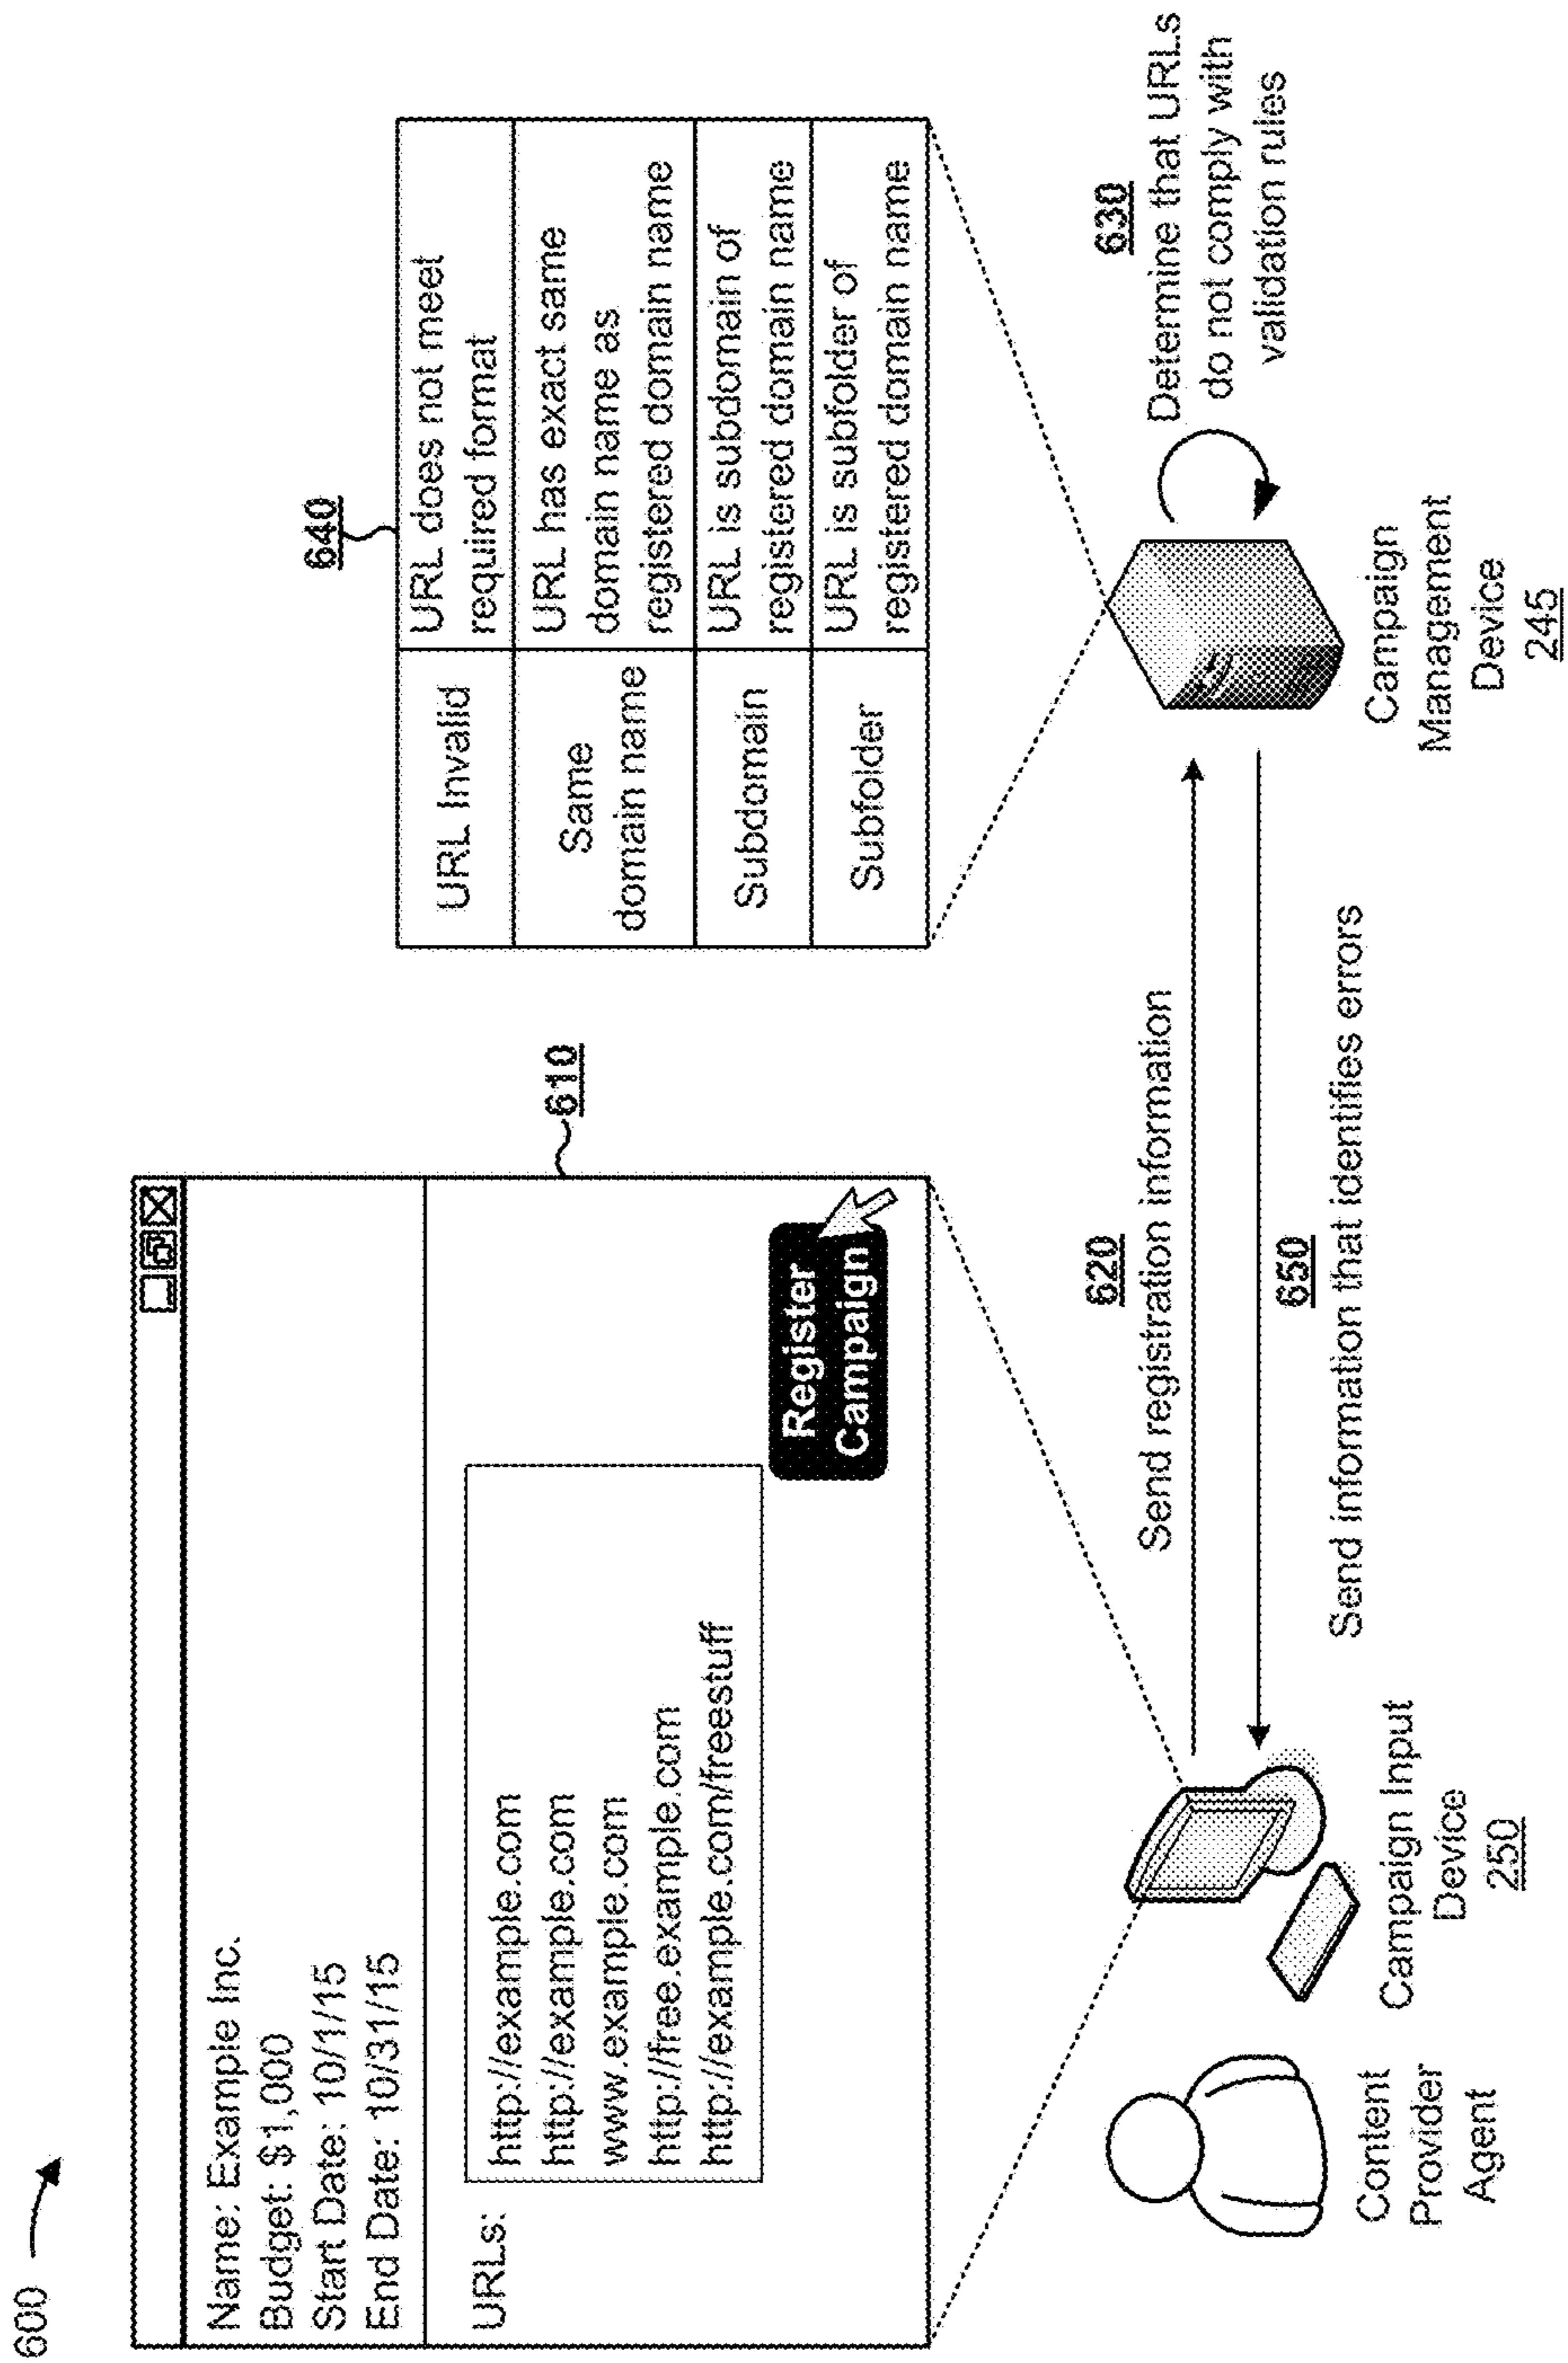 600
Name: Example Inc.
Budget: $1,000
Start Date: 10/1/15
End Date: 10/31/15
URLs:
http://example.com
http://example.com
www.example.com
http://free.example.com
http://example.com/freestuff
Register
Campaign
610
640
URL Invalid
URL does not meet
required format
Same
domain name
URL has exact same
domain name as
registered domain name
Subdomain
URL is subdomain of
registered domain name
Subfolder
URL is subfolder of
registered domain name
620
Send registration information
650
Send information that identifies errors
630
Determine that URLs
do not comply with
validation rules
Content
Provider
Agent
Campaign Input
Device
250
Campaign
Management
Device
245